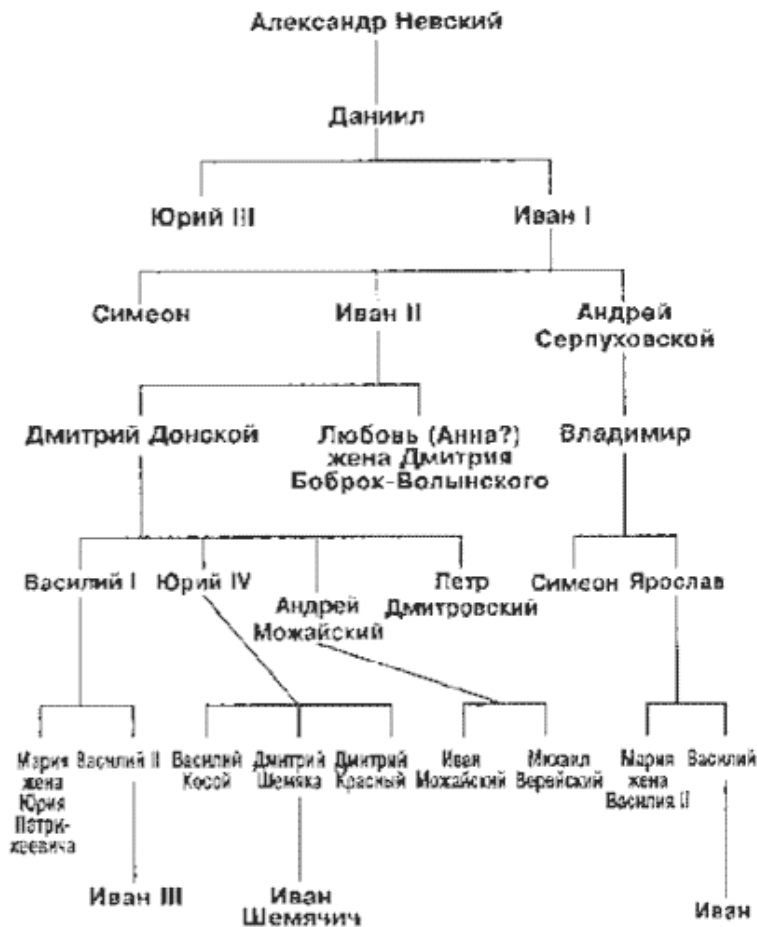 Александр Невский
Даниил
Юрий III
Иван I
Симеон
Иван II
Андрей
Серпуховской
Дмитрий Донской
Любовь (Анна?)
жена Дмитрия
Боброк-Волынского
Владимир
Василий I
Юрий IV
Андрей
Можайский
Петр
Дмитровский
Симеон
Ярослав
Мария
жена
Юрия
Патри-
кеевича
Василий II
Василий
Косой
Дмитрий
Шемяка
Дмитрий
Красный
Иван
Можайский
Михаил
Верейский
Мария
жена
Василия II
Василий
Иван III
Иван
Шемячич
Иван